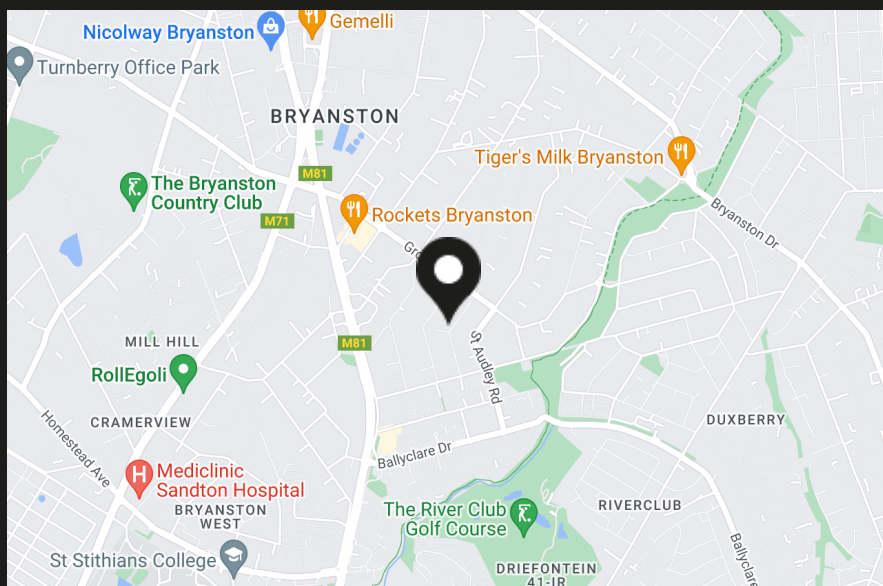 Gemelli
Nicolway Bryanston
Turnberry Office Park
BRYANSTON
Tiger's Milk Bryanston
M81
The Bryanston
Country Club
M71
Rockets Bryanston
Bryanston Dr
Gro
M81
MILL HILL
St Audley Rd
RollEgoli
CRAMERVIEW
Homestead Ave
DUXBERRY
Ballyclare Dr
Mediclinic
Sandton Hospital
BRYANSTON
WEST
The River Club
Golf Course
RIVERCLUB
St Stithians College
DRIEFONTEIN
41-IR
Ballyclare